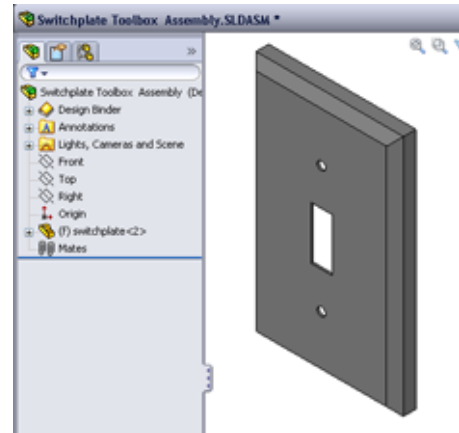 Switchplate Toolbox Assembly.SLDASM *
Switchplate Toolbox Assembly (De
Design Binder
Annotations
Lights, Cameras and Scene
Front
Top
Right
Origin
(f) switchplate<2>
Mates